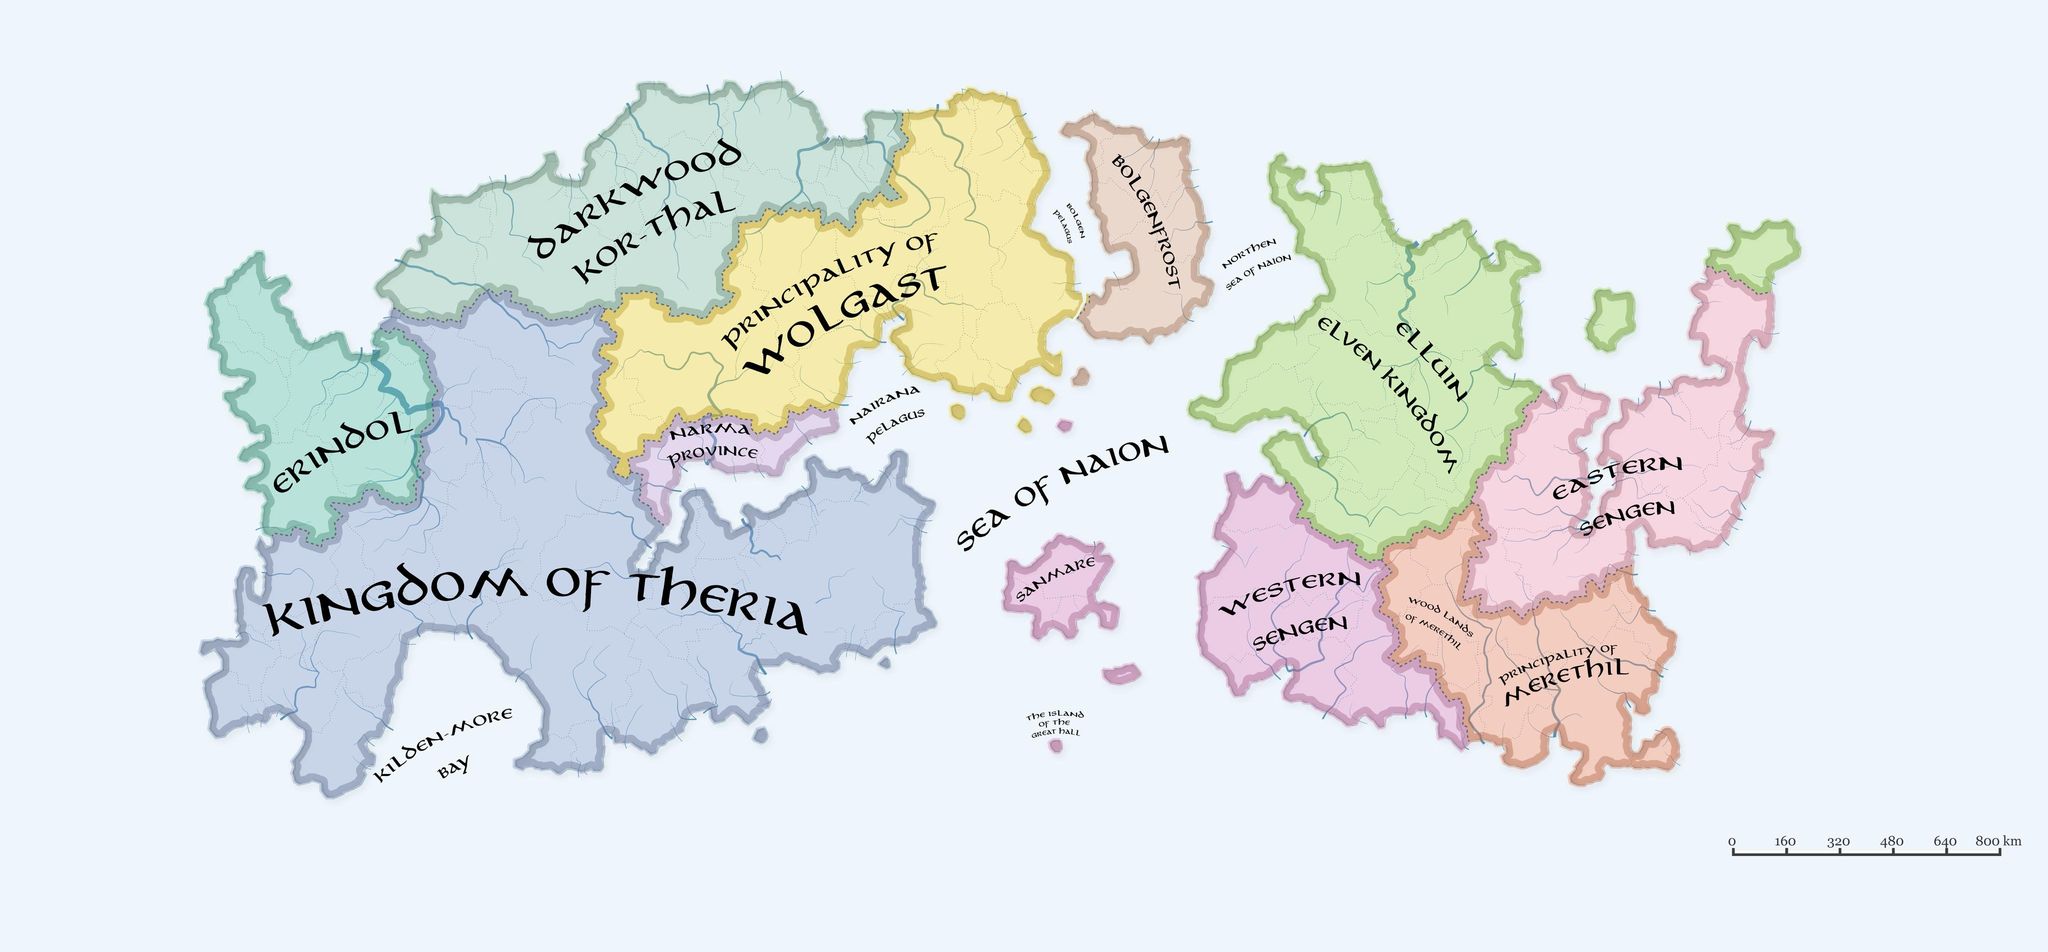 DARKWOOD
KOR-THAL
PRINCIPALITY OF
WOLGAST
BOLGENFROST
BOLGEN
PELAGUS
NORTHEN
SEA OF NAION
ELLUIN
ELVEN KINGDOM
ERINDOL
NARMA
PROVINCE
NAIRANA
PELAGUS
SEA OF NAION
EASTERN
SENGEN
KINGDOM OF THERIA
SANMARE
WESTERN
SENGEN
WOOD LANDS
OF MERETHIL
PRINCIPALITY OF
MERETHIL
KILDEN-MORE
BAY
THE ISLAND
OF THE
GREAT HALL
0 160 320 480 640 800 km